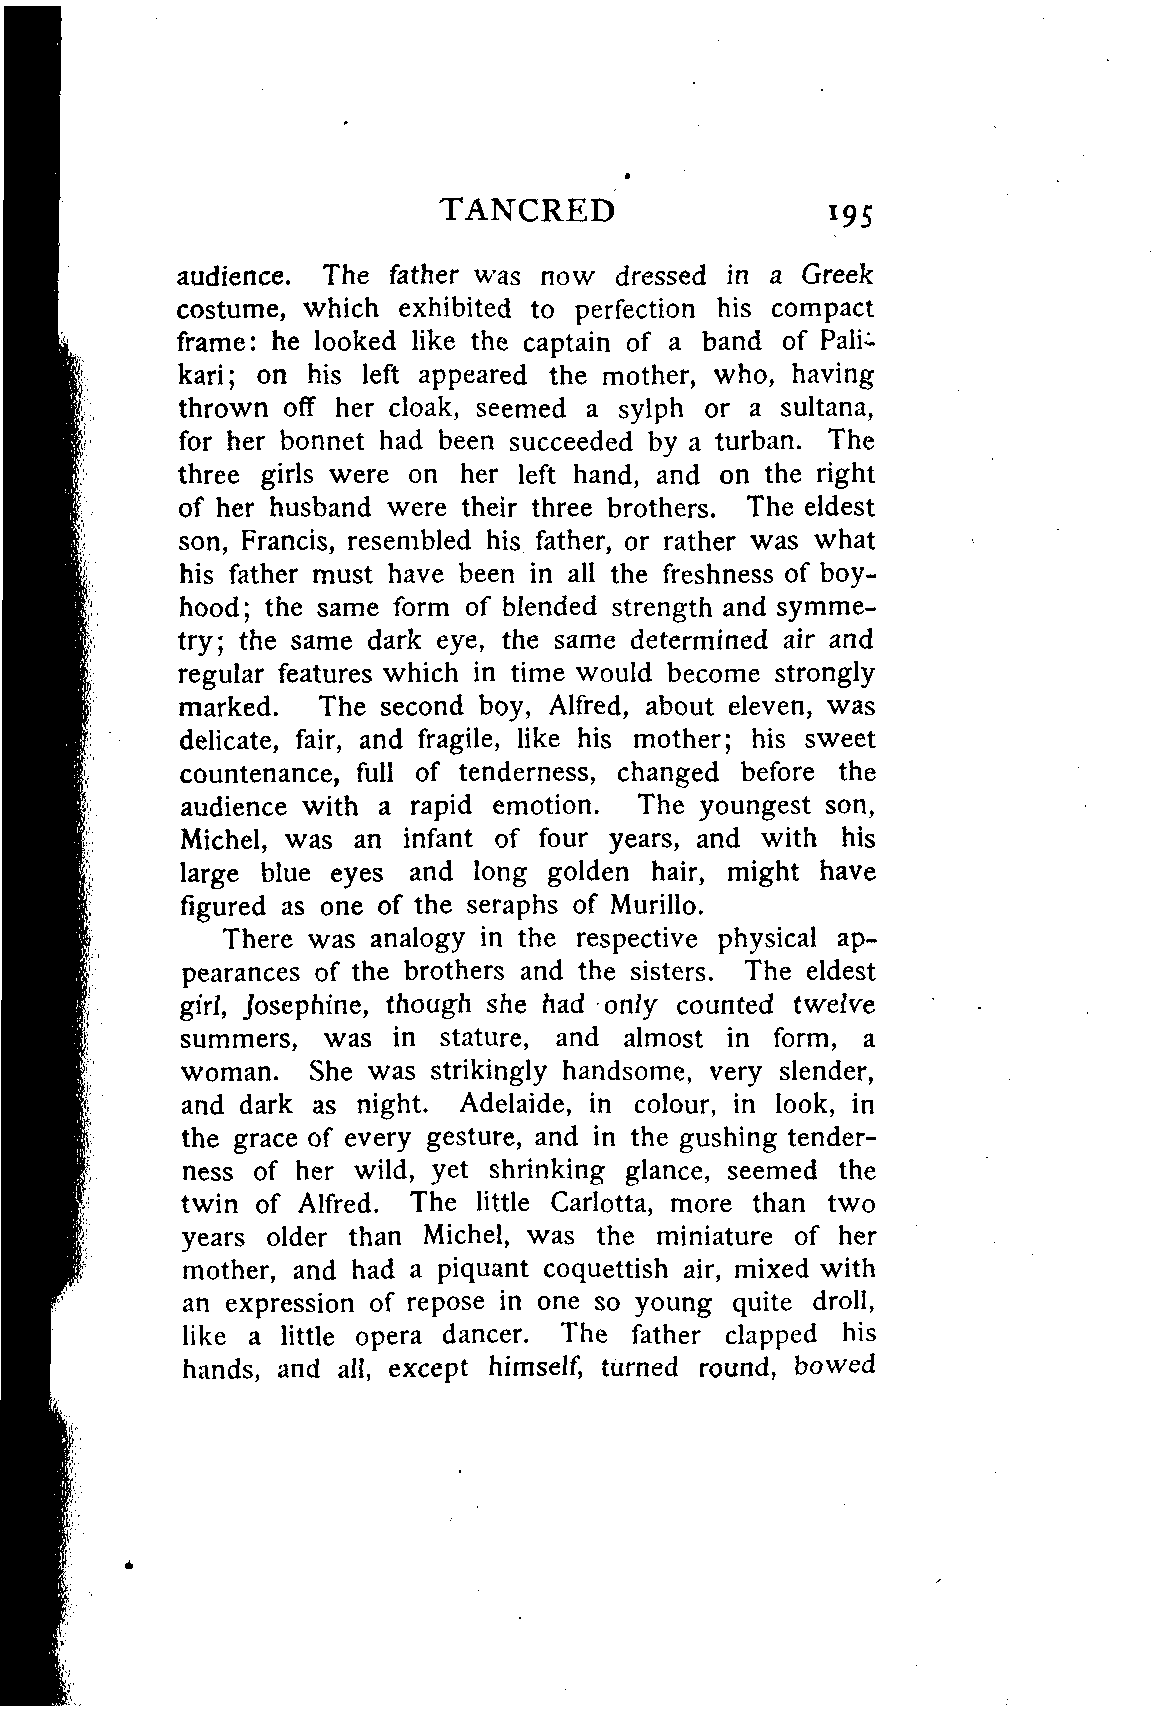 TANCRED 195
audience. The father was now dressed in a Greek
costume, which exhibited to perfection his compact
frame: he looked like the captain of a band of Pali-
kari; on his left appeared the mother, who, having
thrown off her cloak, seemed a sylph or a sultana,
for her bonnet had been succeeded by a turban. The
three girls were on her left hand, and on the right
of her husband were their three brothers. The eldest
son, Francis, resembled his father, or rather was what
his father must have been in all the freshness of boy-
hood; the same form of blended strength and symme-
try; the same dark eye, the same determined air and
regular features which in time would become strongly
marked. The second boy, Alfred, about eleven, was
delicate, fair, and fragile, like his mother; his sweet
countenance, full of tenderness, changed before the
audience with a rapid emotion. The youngest son,
Michel, was an infant of four years, and with his
large blue eyes and long golden hair, might have
figured as one of the seraphs of Murillo.
There was analogy in the respective physical ap-
pearances of the brothers and the sisters. The eldest
girl, Josephine, though she had only counted twelve
summers, was in stature, and almost in form, a
woman. She was strikingly handsome, very slender,
and dark as night. Adelaide, in colour, in look, in
the grace of every gesture, and in the gushing tender-
ness of her wild, yet shrinking glance, seemed the
twin of Alfred. The little Carlotta, more than two
years older than Michel, was the miniature of her
mother, and had a piquant coquettish air, mixed with
an expression of repose in one so young quite droll,
like a little opera dancer. The father clapped his
hands, and all, except himself, turned round, bowed